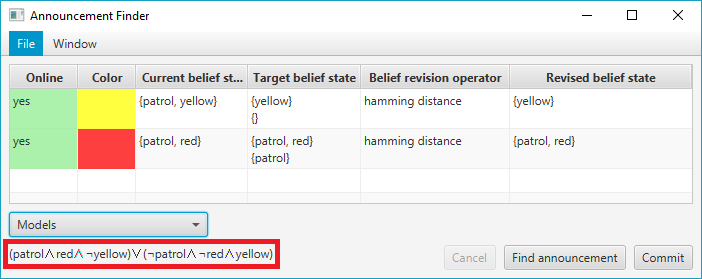 Announcement Finder
File Window
Online Color Current belief st... Target belief state Belief revision operator Revised belief state
yes {patrol, yellow} {yellow} hamming distance {yellow}
{}
yes {patrol, red} {patrol, red} hamming distance {patrol, red}
{patrol}
Models
(patrol∧red∧¬yellow)∨(¬patrol∧¬red∧yellow)
Cancel Find announcement Commit